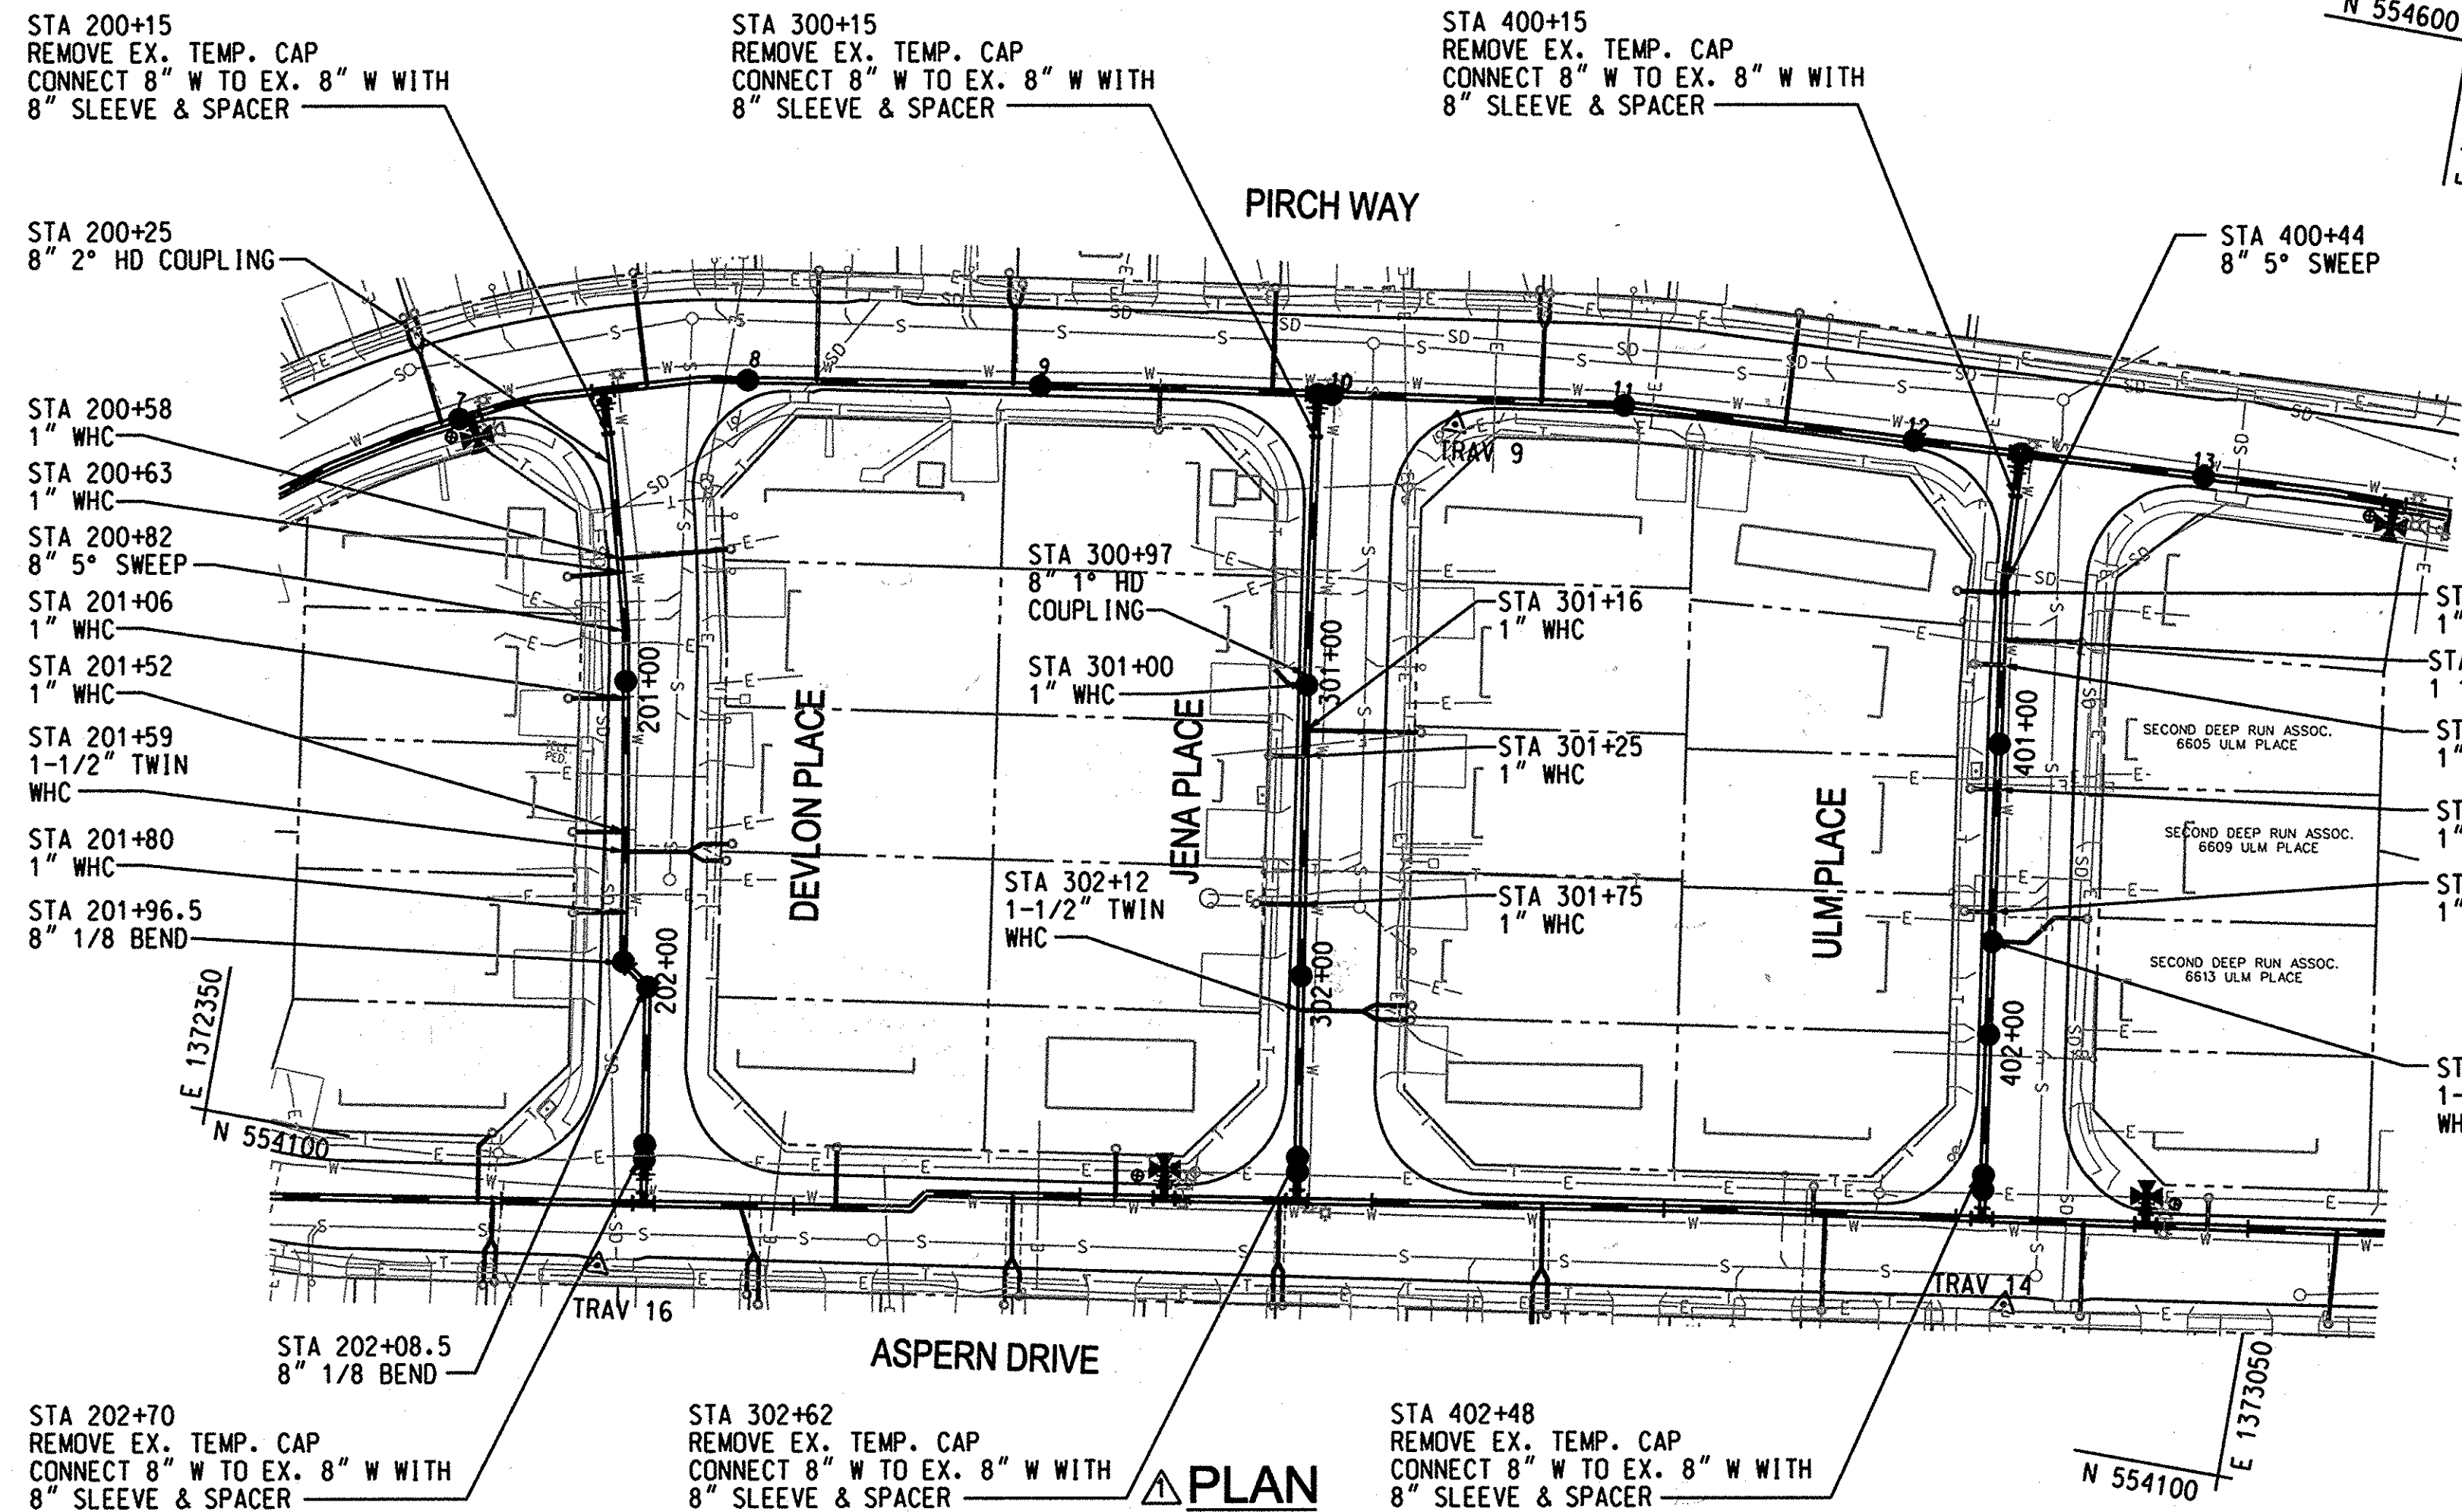 STA 200+15
REMOVE EX. TEMP. CAP
CONNECT 8" W TO EX. 8" W WITH
8" SLEEVE & SPACER
STA 300+15
REMOVE EX. TEMP. CAP
CONNECT 8" W TO EX. 8" W WITH
8" SLEEVE & SPACER
STA 400+15
REMOVE EX. TEMP. CAP
CONNECT 8" W TO EX. 8" W WITH
8" SLEEVE & SPACER
N 554600
PIRCH WAY
STA 200+25
8" 2° HD COUPLING
STA 400+44
8" 5° SWEEP
7
8
9
10
11
12
13
TRAV 9
STA 200+58
1" WHC
STA 200+63
1" WHC
STA 200+82
8" 5° SWEEP
STA 201+06
1" WHC
STA 201+52
1" WHC
STA 201+59
1-1/2" TWIN
WHC
STA 201+80
1" WHC
STA 201+96.5
8" 1/8 BEND
201+00
202+00
DEVLON PLACE
STA 300+97
8" 1° HD
COUPLING
STA 301+00
1" WHC
STA 301+16
1" WHC
STA 301+25
1" WHC
STA 301+75
1" WHC
STA 302+12
1-1/2" TWIN
WHC
301+00
302+00
JENA PLACE
ULM PLACE
401+00
402+00
SECOND DEEP RUN ASSOC.
6605 ULM PLACE
SECOND DEEP RUN ASSOC.
6609 ULM PLACE
SECOND DEEP RUN ASSOC.
6613 ULM PLACE
TELE.
PED.
E 1372350
N 554100
TRAV 16
TRAV 14
ASPERN DRIVE
STA 202+08.5
8" 1/8 BEND
STA 202+70
REMOVE EX. TEMP. CAP
CONNECT 8" W TO EX. 8" W WITH
8" SLEEVE & SPACER
STA 302+62
REMOVE EX. TEMP. CAP
CONNECT 8" W TO EX. 8" W WITH
8" SLEEVE & SPACER
1 PLAN
STA 402+48
REMOVE EX. TEMP. CAP
CONNECT 8" W TO EX. 8" W WITH
8" SLEEVE & SPACER
N 554100
E 1373050